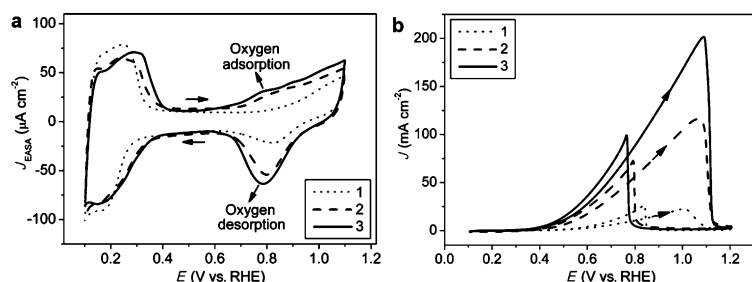 a
Oxygen
adsorption
Oxygen
desorption
1
2
3
J EASA (μA cm-2)
100
50
0
-50
-100
0.2 0.4 0.6 0.8 1.0 1.2
E (V vs. RHE)
b
1
2
3
J (mA cm-2)
200
150
100
50
0
0.0 0.2 0.4 0.6 0.8 1.0 1.2
E (V vs. RHE)